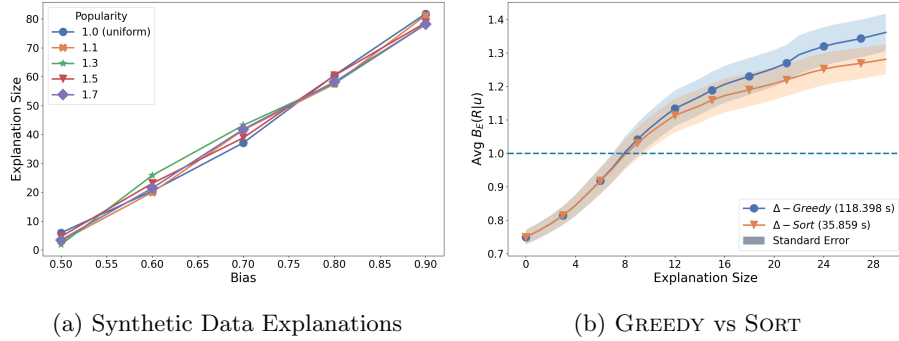 Popularity
1.0 (uniform)
1.1
1.3
1.5
1.7
Explanation Size
80
70
60
50
40
30
20
10
0
0.50 0.55 0.60 0.65 0.70 0.75 0.80 0.85 0.90
Bias
(a) Synthetic Data Explanations
Avg B_E(R|u)
1.4
1.3
1.2
1.1
1.0
0.9
0.8
0.7
Δ − Greedy (118.398 s)
Δ − Sort (35.859 s)
Standard Error
0 4 8 12 16 20 24 28
Explanation Size
(b) GREEDY vs SORT